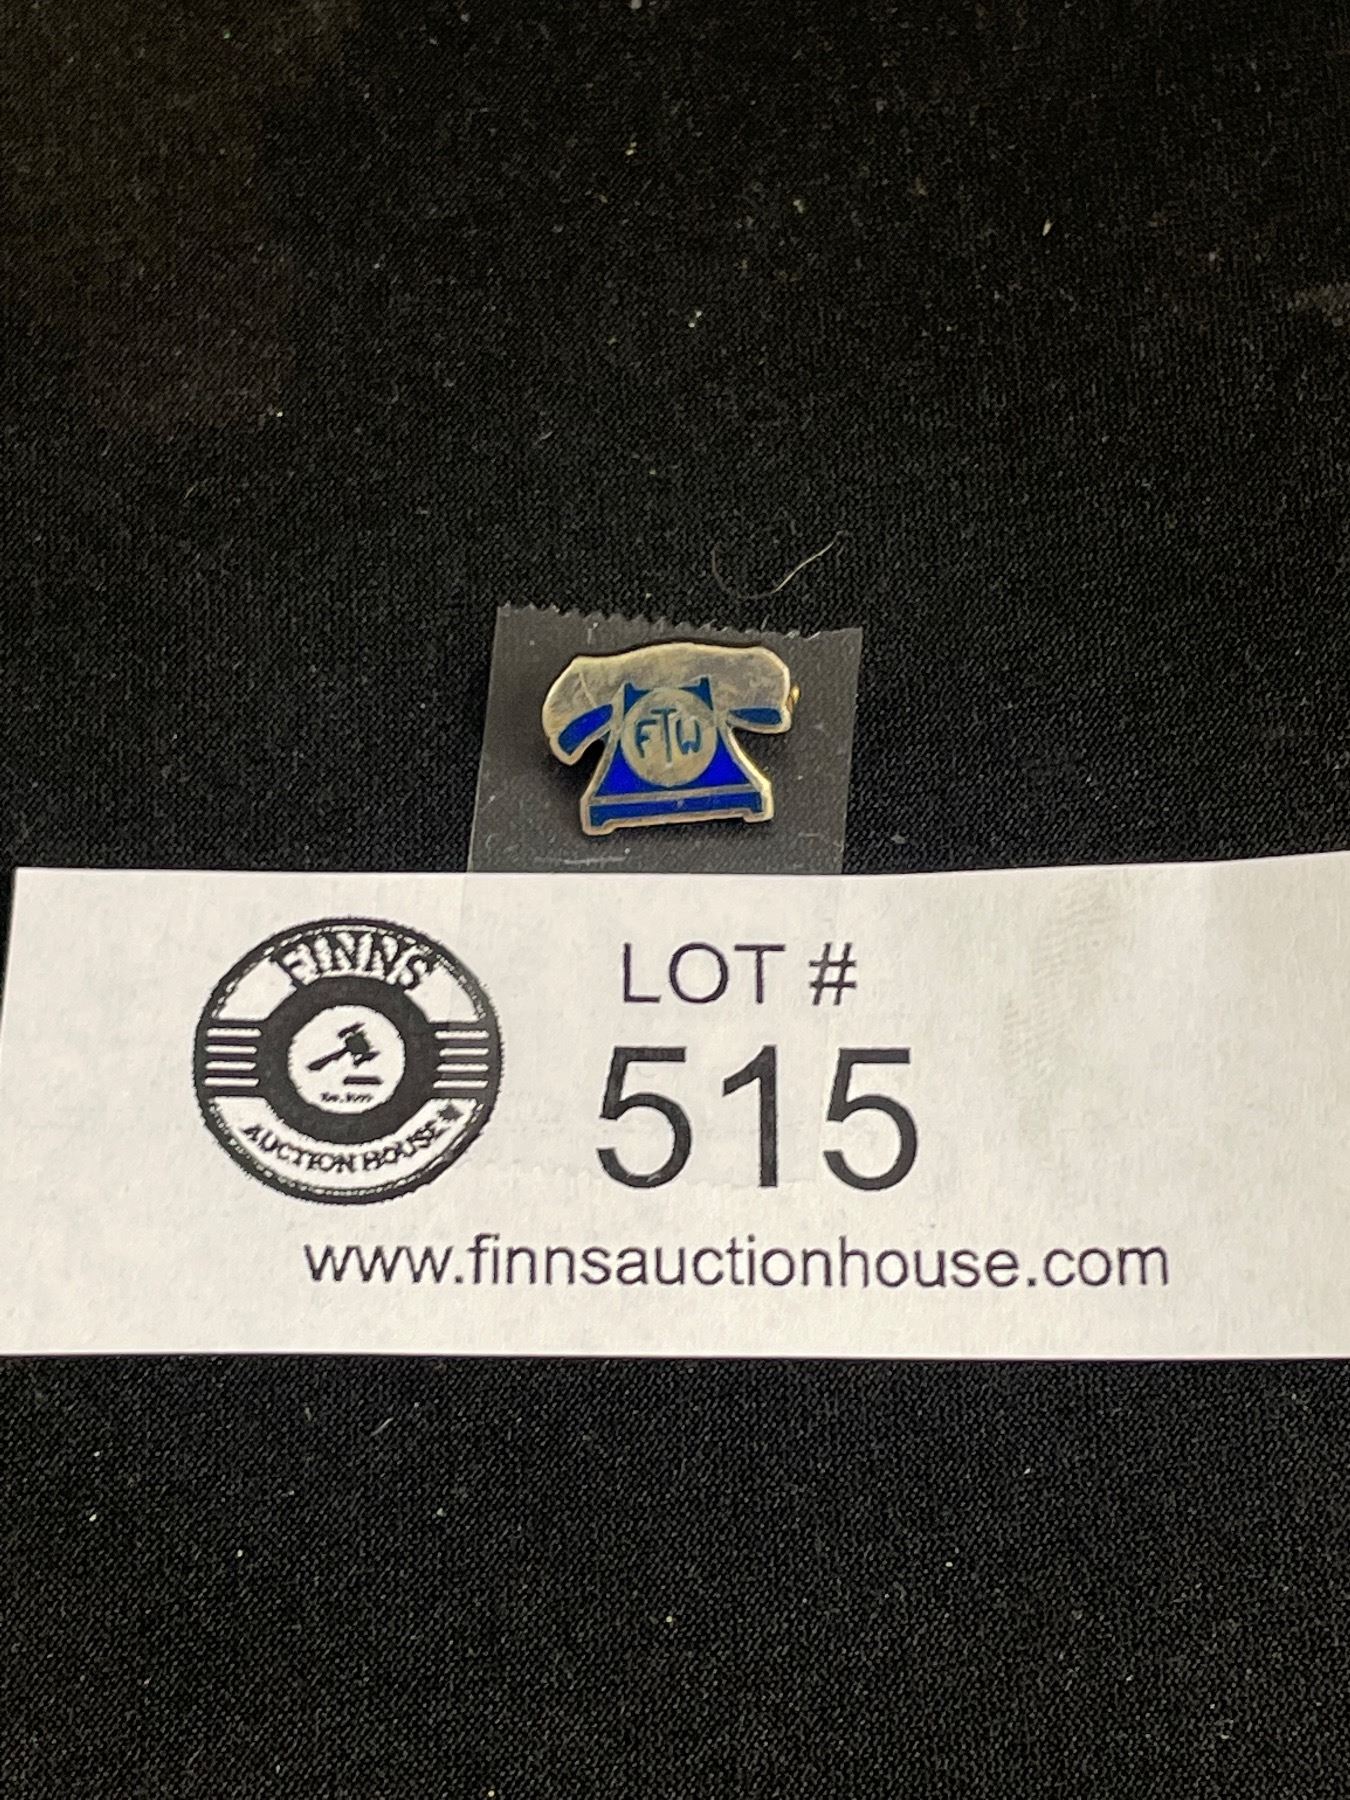 FTW
FINNS
AUCTION HOUSE
LOT #
515
www.finnsauctionhouse.com